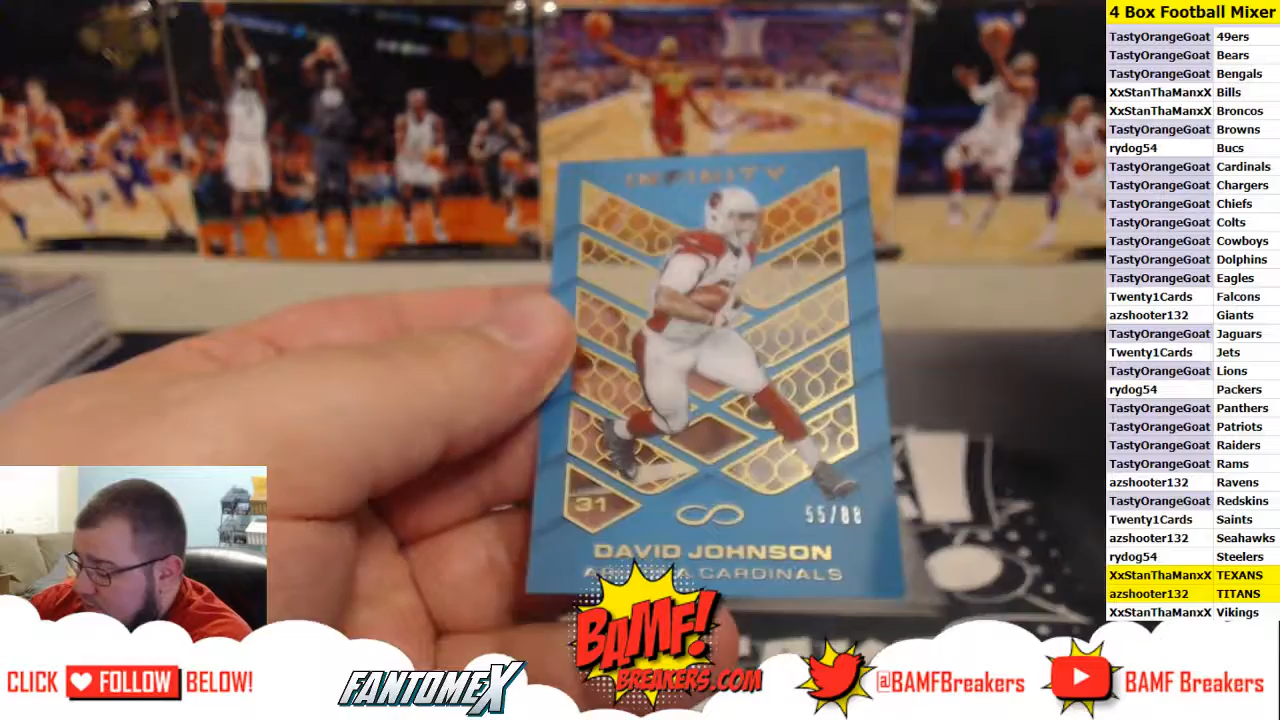 4 Box Football Mixer
TastyOrangeGoat 49ers
TastyOrangeGoat Bears
TastyOrangeGoat Bengals
XxStanThaManxX Bills
XxStanThaManxX Broncos
TastyOrangeGoat Browns
rydog54 Bucs
TastyOrangeGoat Cardinals
TastyOrangeGoat Chargers
TastyOrangeGoat Chiefs
TastyOrangeGoat Colts
TastyOrangeGoat Cowboys
TastyOrangeGoat Dolphins
TastyOrangeGoat Eagles
Twenty1Cards Falcons
azshooter132 Giants
TastyOrangeGoat Jaguars
Twenty1Cards Jets
TastyOrangeGoat Lions
rydog54 Packers
TastyOrangeGoat Panthers
TastyOrangeGoat Patriots
TastyOrangeGoat Raiders
TastyOrangeGoat Rams
azshooter132 Ravens
TastyOrangeGoat Redskins
Twenty1Cards Saints
azshooter132 Seahawks
rydog54 Steelers
XxStanThaManxX TEXANS
azshooter132 TITANS
XxStanThaManxX Vikings
INFINITY
31
55/88
DAVID JOHNSON
CARDINALS
BAMF!
BREAKERS.COM
CLICK FOLLOW BELOW!
FANTOMEX
@BAMFBreakers
BAMF Breakers